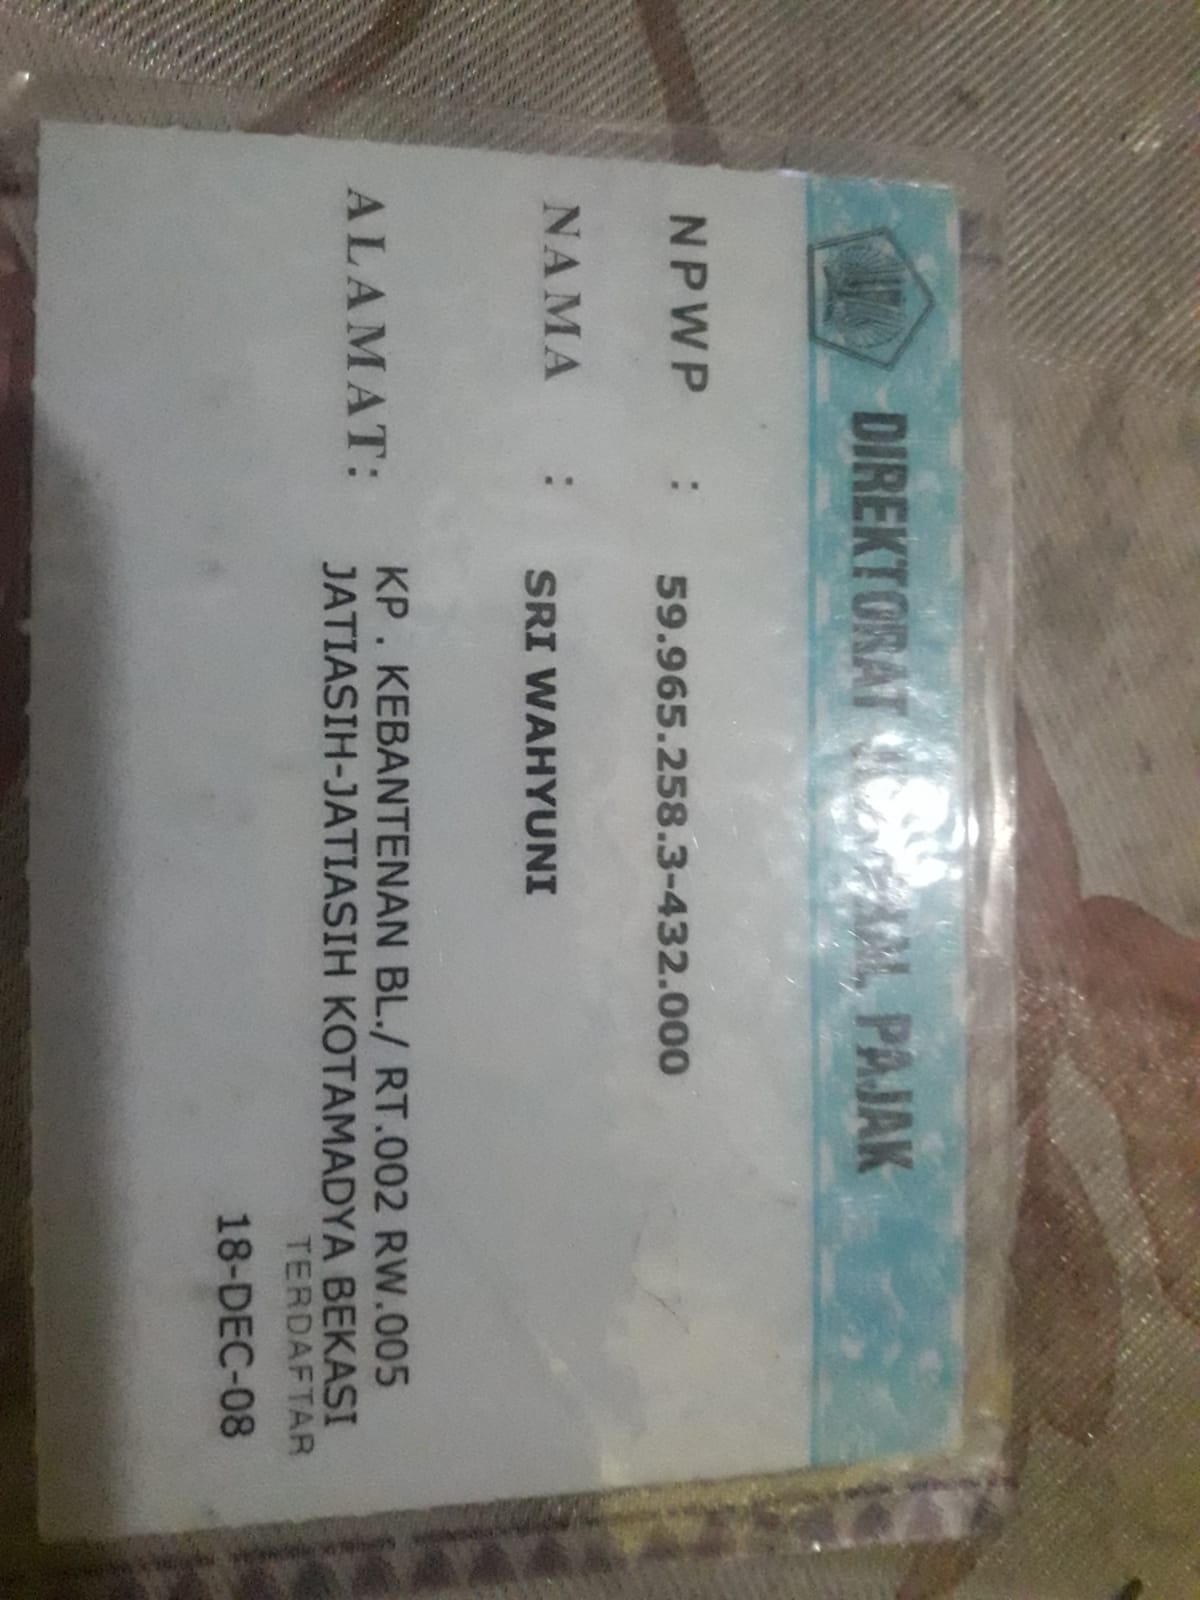 DIREKTORAT JENDERAL PAJAK
NPWP : 59.965.258.3-432.000
NAMA : SRI WAHYUNI
ALAMAT: KP . KEBANTENAN BL./ RT.002 RW.005
JATIASIH-JATIASIH KOTAMADYA BEKASI
TERDAFTAR
18-DEC-08